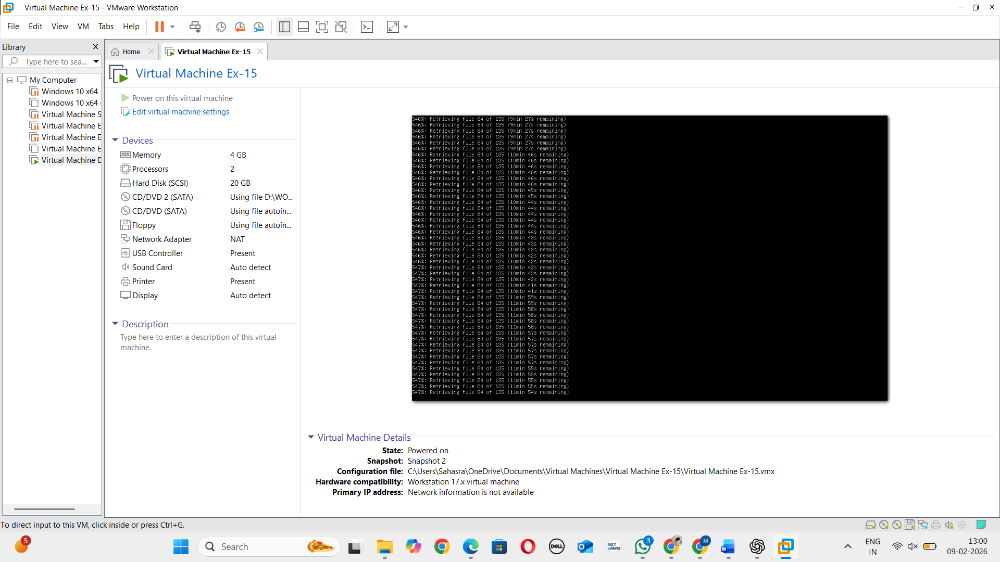 Virtual Machine Ex-15 - VMware Workstation
File Edit View VM Tabs Help
Library
Type here to sea...
My Computer
Windows 10 x64
Windows 10 x64
Virtual Machine S
Virtual Machine E
Virtual Machine E
Virtual Machine E
Virtual Machine E
Home
Virtual Machine Ex-15
Virtual Machine Ex-15
Power on this virtual machine
Edit virtual machine settings
Devices
Memory 4 GB
Processors 2
Hard Disk (SCSI) 20 GB
CD/DVD 2 (SATA) Using file D:\WO...
CD/DVD (SATA) Using file autoin...
Floppy Using file autoin...
Network Adapter NAT
USB Controller Present
Sound Card Auto detect
Printer Present
Display Auto detect
Description
Type here to enter a description of this virtual
machine.
546%: Retrieving file 84 of 135 (9min 27s remaining)
546%: Retrieving file 84 of 135 (9min 27s remaining)
546%: Retrieving file 84 of 135 (9min 27s remaining)
546%: Retrieving file 84 of 135 (9min 27s remaining)
546%: Retrieving file 84 of 135 (9min 27s remaining)
546%: Retrieving file 84 of 135 (9min 27s remaining)
546%: Retrieving file 84 of 135 (10min 46s remaining)
546%: Retrieving file 84 of 135 (10min 46s remaining)
546%: Retrieving file 84 of 135 (10min 46s remaining)
546%: Retrieving file 84 of 135 (10min 46s remaining)
546%: Retrieving file 84 of 135 (10min 46s remaining)
546%: Retrieving file 84 of 135 (10min 46s remaining)
546%: Retrieving file 84 of 135 (10min 45s remaining)
546%: Retrieving file 84 of 135 (10min 45s remaining)
546%: Retrieving file 84 of 135 (10min 44s remaining)
546%: Retrieving file 84 of 135 (10min 44s remaining)
546%: Retrieving file 84 of 135 (10min 44s remaining)
546%: Retrieving file 84 of 135 (10min 44s remaining)
546%: Retrieving file 84 of 135 (10min 44s remaining)
546%: Retrieving file 84 of 135 (10min 44s remaining)
546%: Retrieving file 84 of 135 (10min 43s remaining)
546%: Retrieving file 84 of 135 (10min 43s remaining)
546%: Retrieving file 84 of 135 (10min 42s remaining)
546%: Retrieving file 84 of 135 (10min 42s remaining)
546%: Retrieving file 84 of 135 (10min 42s remaining)
547%: Retrieving file 84 of 135 (10min 42s remaining)
547%: Retrieving file 84 of 135 (10min 42s remaining)
547%: Retrieving file 84 of 135 (10min 42s remaining)
547%: Retrieving file 84 of 135 (10min 41s remaining)
547%: Retrieving file 84 of 135 (10min 41s remaining)
547%: Retrieving file 84 of 135 (11min 59s remaining)
547%: Retrieving file 84 of 135 (11min 59s remaining)
547%: Retrieving file 84 of 135 (11min 58s remaining)
547%: Retrieving file 84 of 135 (11min 58s remaining)
547%: Retrieving file 84 of 135 (11min 58s remaining)
547%: Retrieving file 84 of 135 (11min 58s remaining)
547%: Retrieving file 84 of 135 (11min 57s remaining)
547%: Retrieving file 84 of 135 (11min 57s remaining)
547%: Retrieving file 84 of 135 (11min 57s remaining)
547%: Retrieving file 84 of 135 (11min 57s remaining)
547%: Retrieving file 84 of 135 (11min 57s remaining)
547%: Retrieving file 84 of 135 (11min 57s remaining)
547%: Retrieving file 84 of 135 (11min 55s remaining)
547%: Retrieving file 84 of 135 (11min 55s remaining)
547%: Retrieving file 84 of 135 (11min 55s remaining)
547%: Retrieving file 84 of 135 (11min 55s remaining)
547%: Retrieving file 84 of 135 (11min 54s remaining)
Virtual Machine Details
State: Powered on
Snapshot: Snapshot 2
Configuration file: C:\Users\Sahasra\OneDrive\Documents\Virtual Machines\Virtual Machine Ex-15\Virtual Machine Ex-15.vmx
Hardware compatibility: Workstation 17.x virtual machine
Primary IP address: Network information is not available
To direct input to this VM, click inside or press Ctrl+G.
5
Search
DELL
NXT
WAVE
3
M
ENG
IN
13:00
09-02-2026